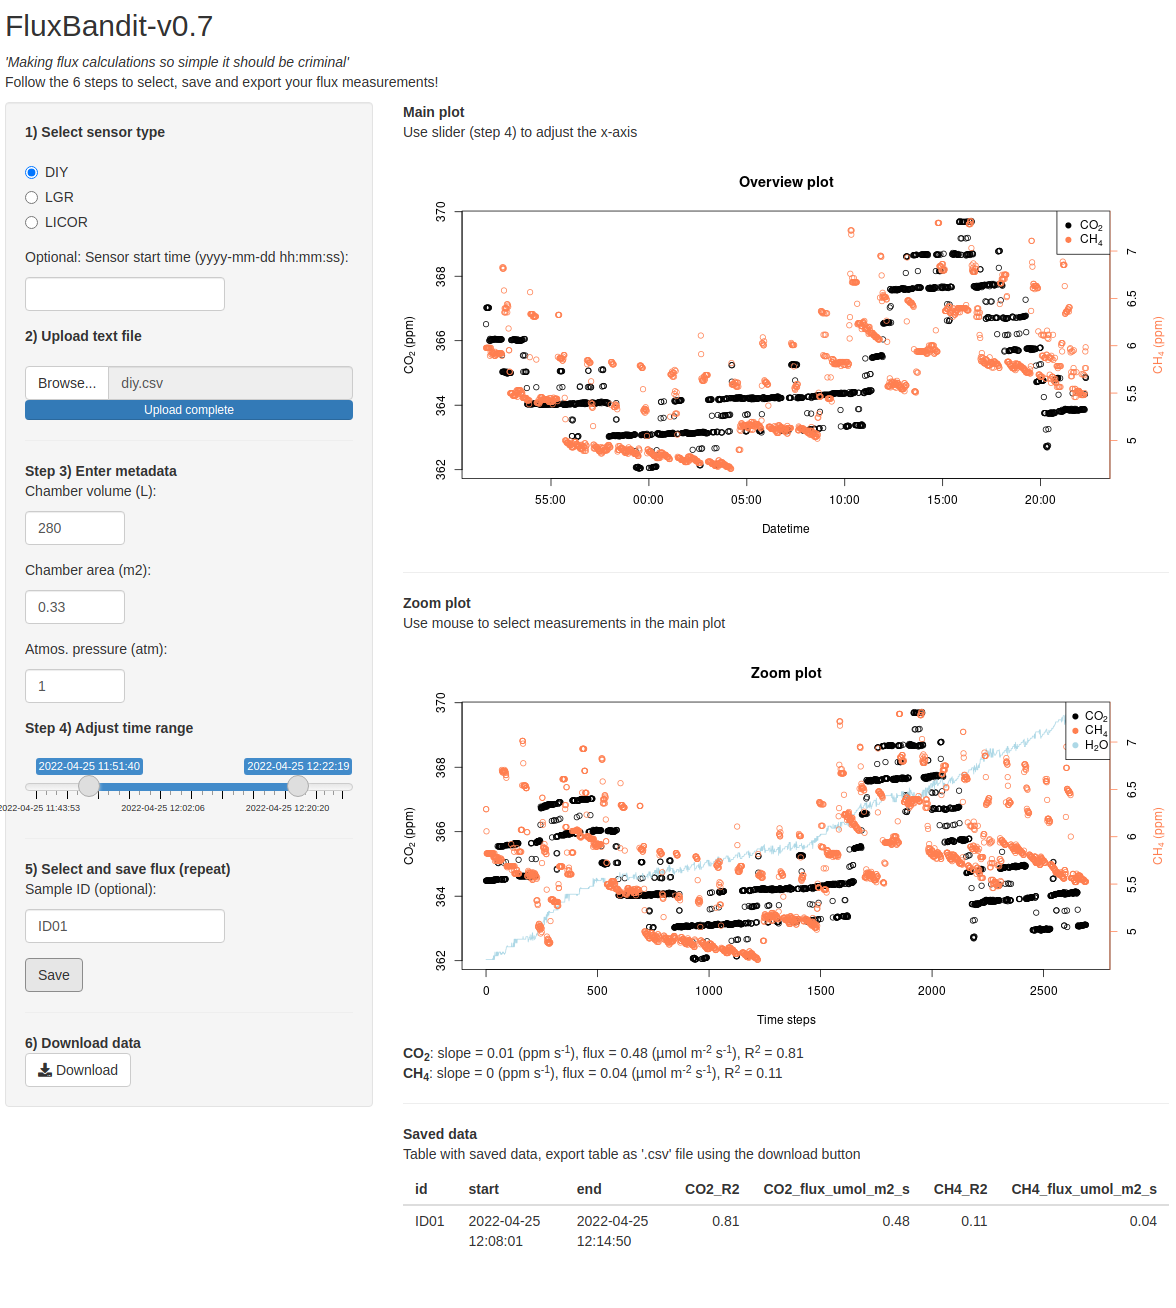 FluxBandit-v0.7
'Making flux calculations so simple it should be criminal'
Follow the 6 steps to select, save and export your flux measurements!
1) Select sensor type
DIY
LGR
LICOR
Optional: Sensor start time (yyyy-mm-dd hh:mm:ss):
2) Upload text file
Browse... diy.csv
Upload complete
Step 3) Enter metadata
Chamber volume (L):
280
Chamber area (m2):
0.33
Atmos. pressure (atm):
1
Step 4) Adjust time range
2022-04-25 11:51:40 2022-04-25 12:22:19
2022-04-25 11:43:53 2022-04-25 12:02:06 2022-04-25 12:20:20
5) Select and save flux (repeat)
Sample ID (optional):
ID01
Save
6) Download data
Download
Main plot
Use slider (step 4) to adjust the x-axis
Overview plot
CO2
CH4
370
368
366
364
362
CO2 (ppm)
7
6.5
6
5.5
5
CH4 (ppm)
55:00 00:00 05:00 10:00 15:00 20:00
Datetime
Zoom plot
Use mouse to select measurements in the main plot
Zoom plot
CO2
CH4
H2O
370
368
366
364
362
CO2 (ppm)
7
6.5
6
5.5
5
CH4 (ppm)
0 500 1000 1500 2000 2500
Time steps
CO2: slope = 0.01 (ppm s-1), flux = 0.48 (µmol m-2 s-1), R2 = 0.81
CH4: slope = 0 (ppm s-1), flux = 0.04 (µmol m-2 s-1), R2 = 0.11
Saved data
Table with saved data, export table as '.csv' file using the download button
id start end CO2_R2 CO2_flux_umol_m2_s CH4_R2 CH4_flux_umol_m2_s
ID01 2022-04-25 2022-04-25 0.81 0.48 0.11 0.04
12:08:01 12:14:50